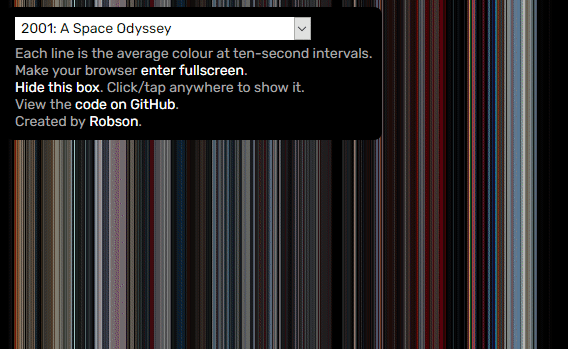 2001: A Space Odyssey
Each line is the average colour at ten-second intervals.
Make your browser enter fullscreen.
Hide this box. Click/tap anywhere to show it.
View the code on GitHub.
Created by Robson.